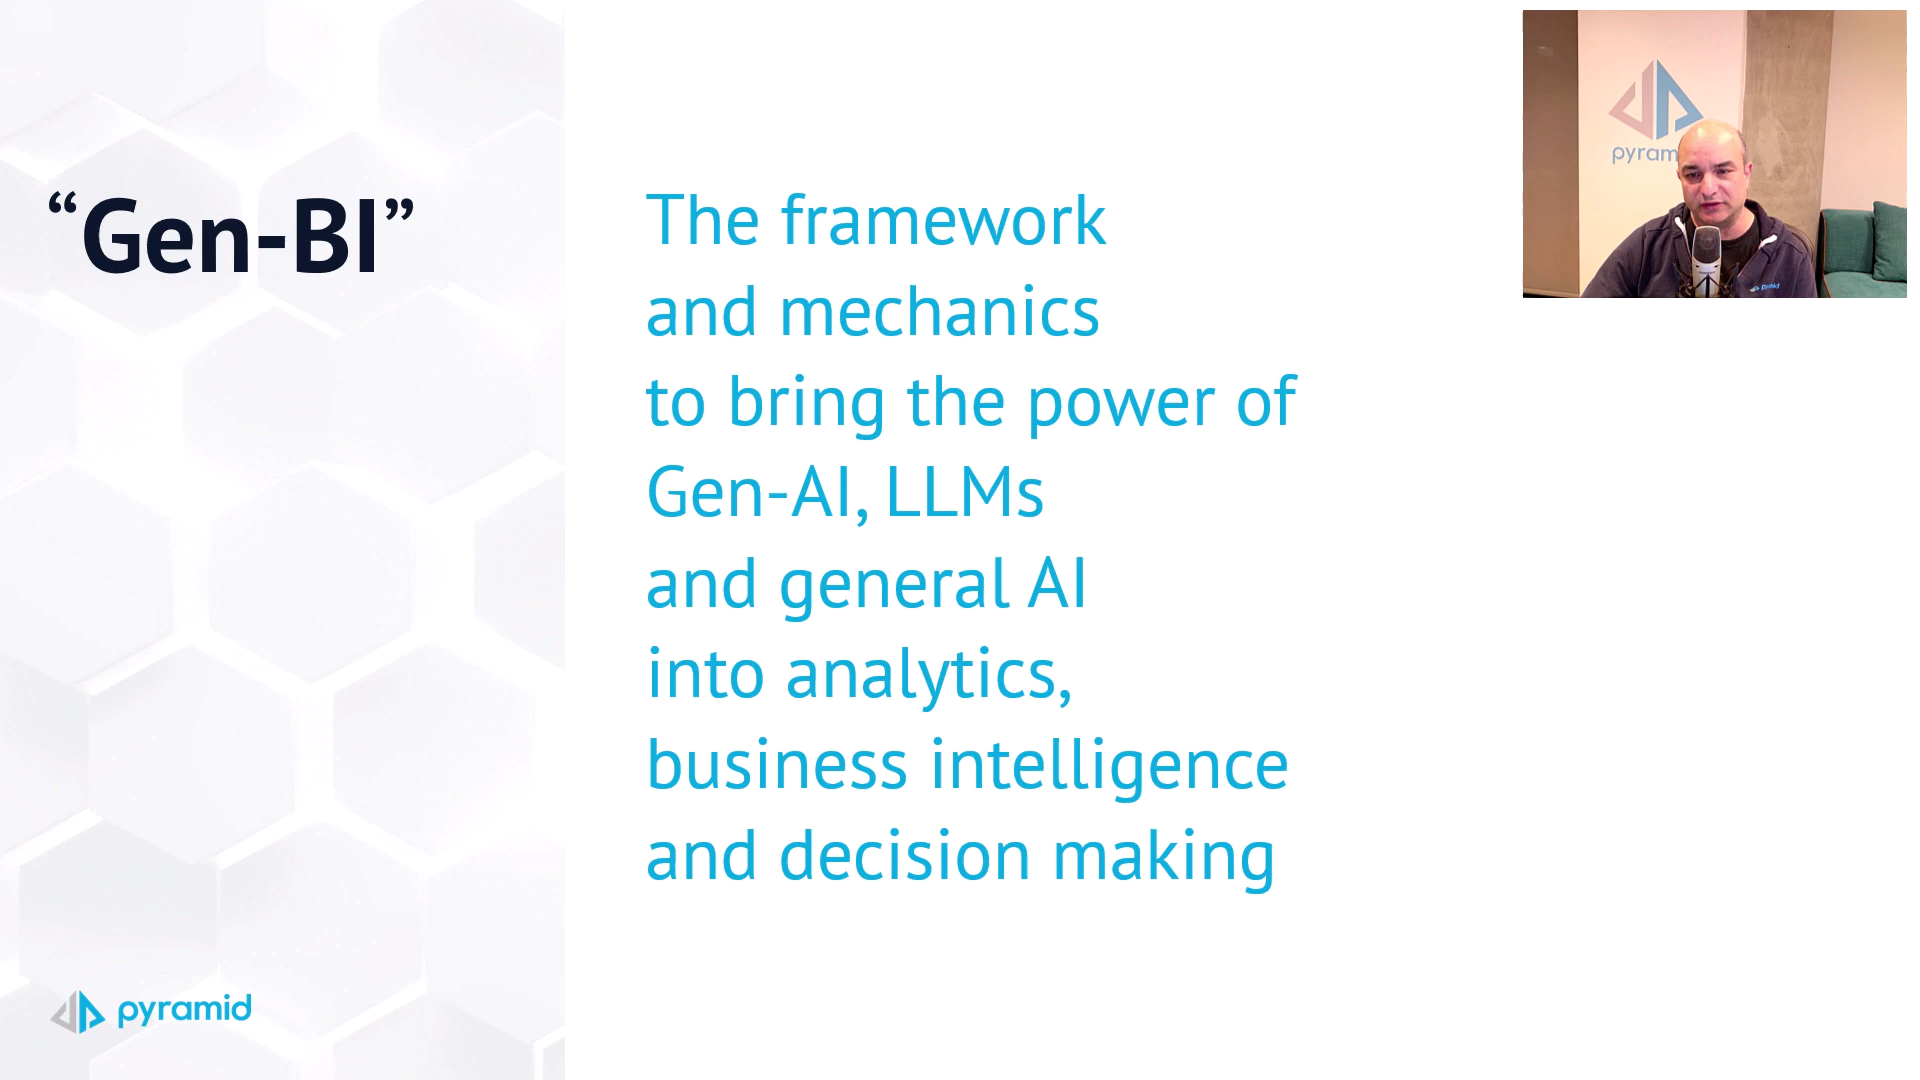 “Gen-BI”
The framework
and mechanics
to bring the power of
Gen-AI, LLMs
and general AI
into analytics,
business intelligence
and decision making
pyramid